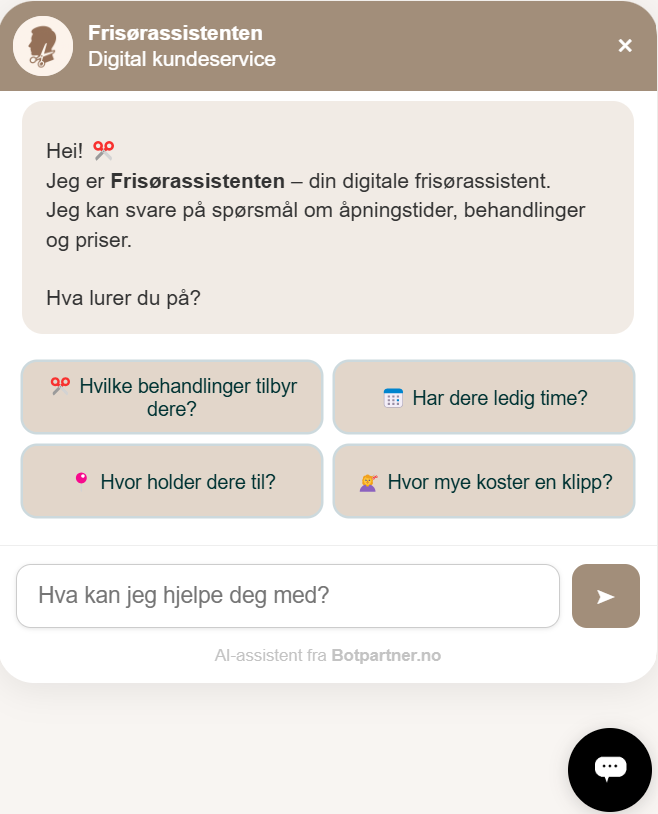 Frisørassistenten
Digital kundeservice
×
Hei! ✂️
Jeg er Frisørassistenten – din digitale frisørassistent.
Jeg kan svare på spørsmål om åpningstider, behandlinger
og priser.
Hva lurer du på?
✂️ Hvilke behandlinger tilbyr
dere?
📅 Har dere ledig time?
📍 Hvor holder dere til?
💇 Hvor mye koster en klipp?
Hva kan jeg hjelpe deg med?
AI-assistent fra Botpartner.no